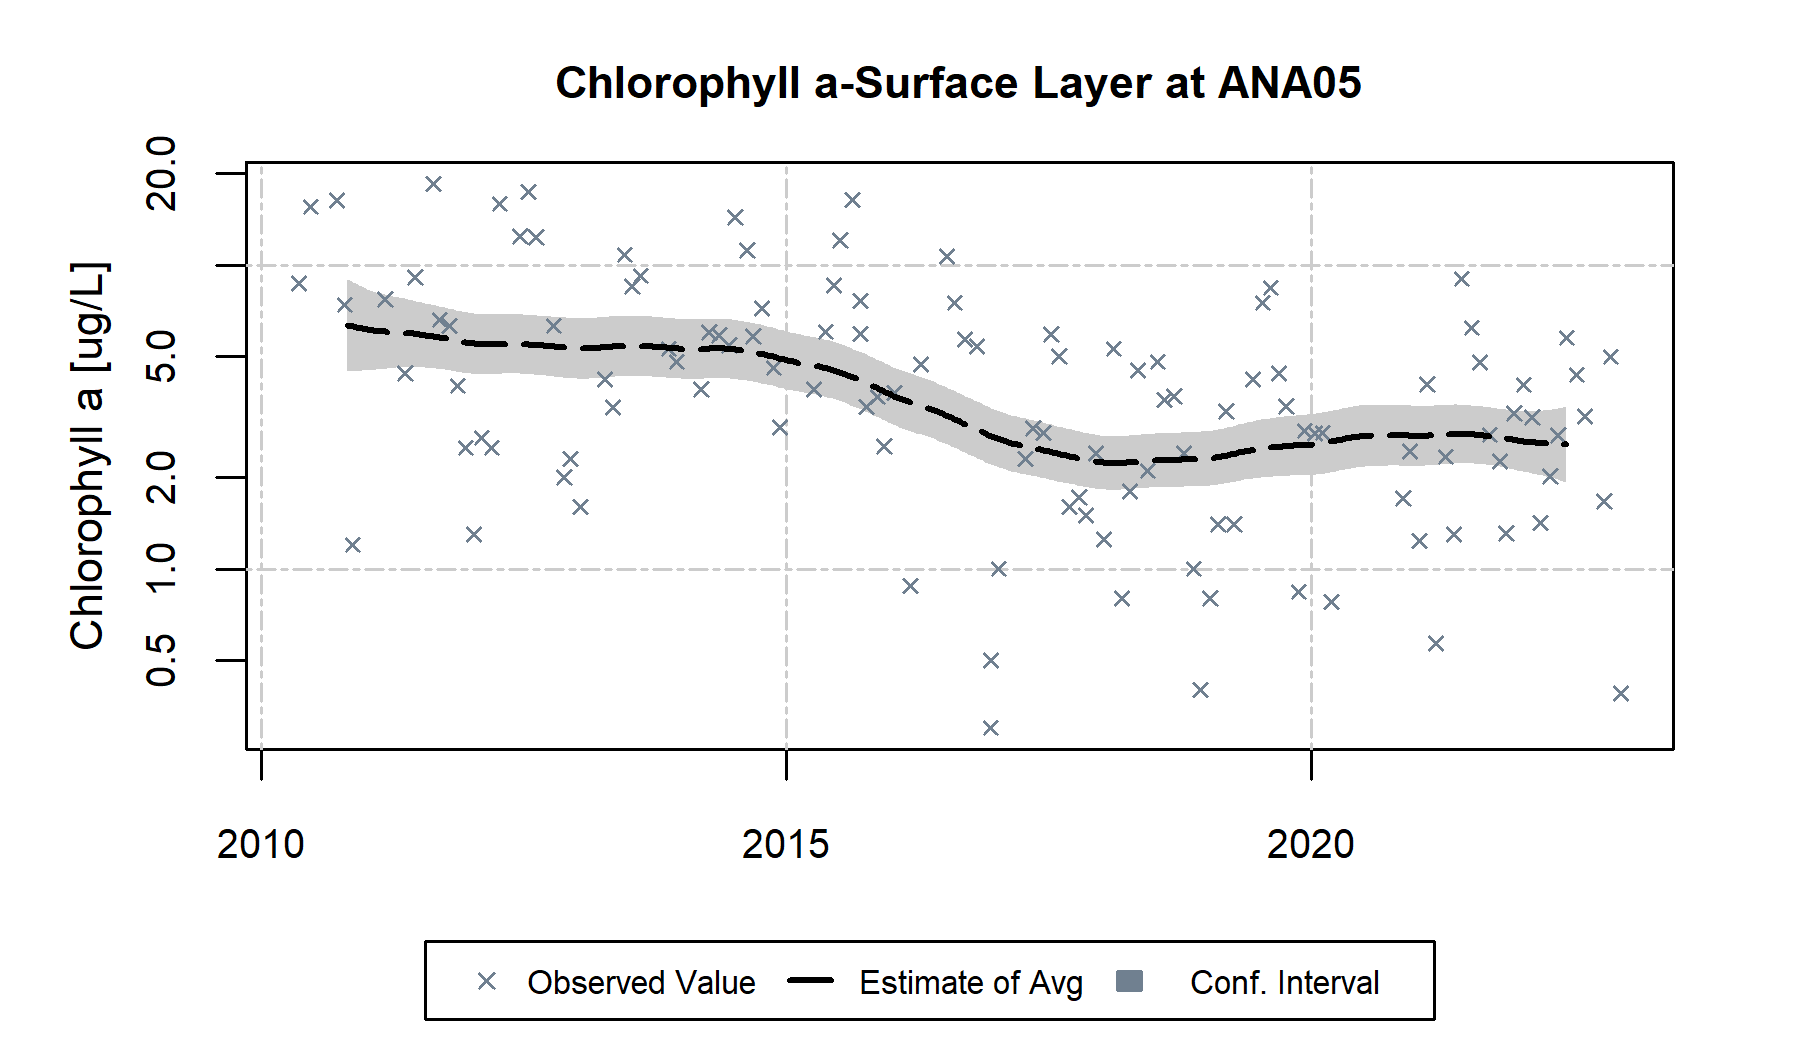 Chlorophyll a-Surface Layer at ANA05
Chlorophyll a [ug/L]
20.0
5.0
2.0
1.0
0.5
2010 2015 2020
Observed Value Estimate of Avg Conf. Interval